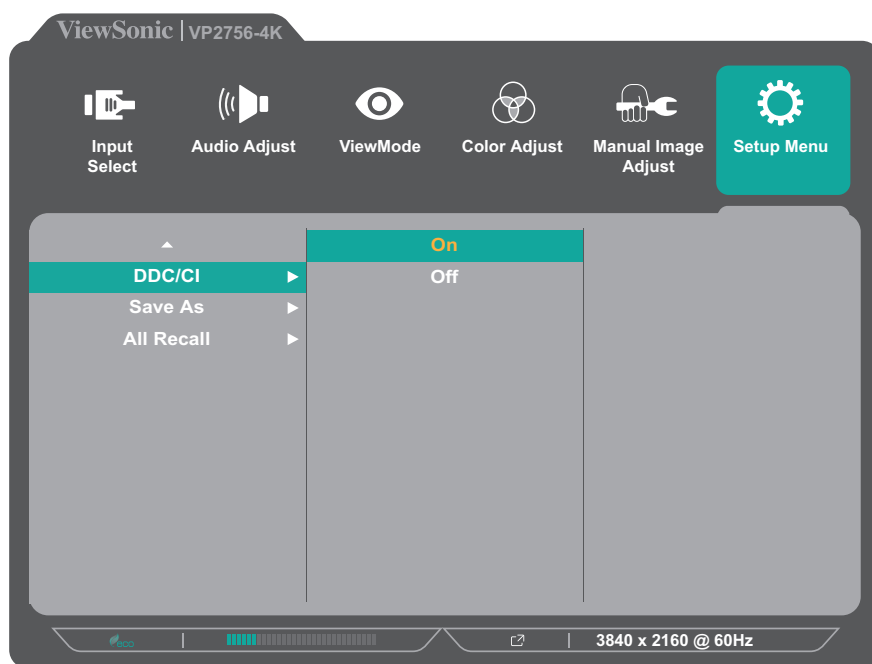 ViewSonic | VP2756-4K
Input Select
Audio Adjust
ViewMode
Color Adjust
Manual Image Adjust
Setup Menu
On
DDC/CI
Off
Save As
All Recall
eco
3840 x 2160 @ 60Hz